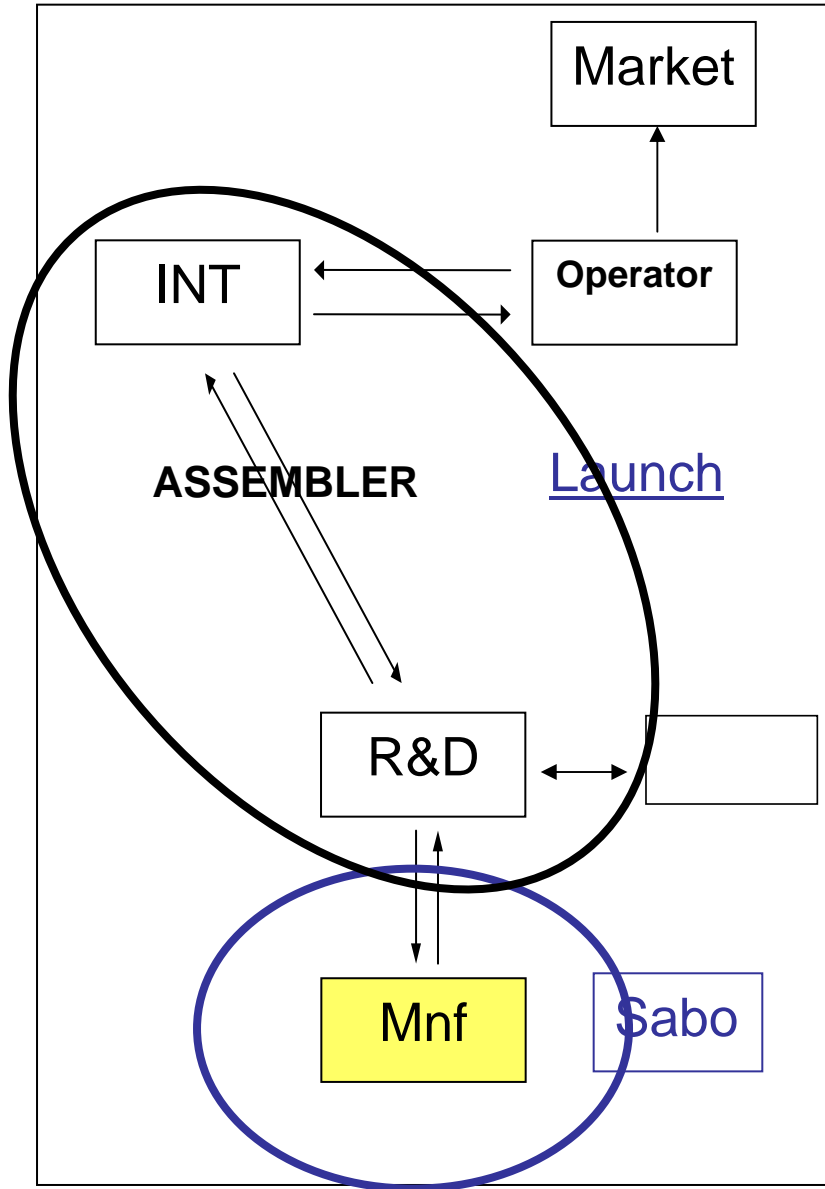 Market
INT
Operator
ASSEMBLER
Launch
R&D
Mnf
Sabo